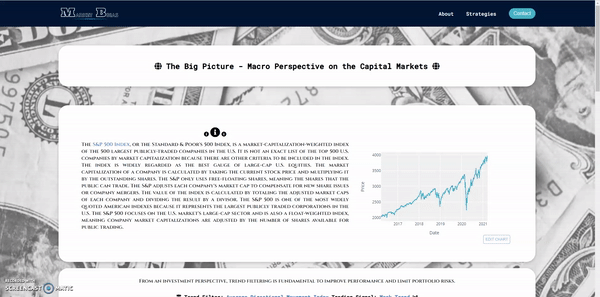 About
Strategies
Contact
The Big Picture - Macro Perspective on the Capital Markets
The S&P 500 Index, or the Standard & Poor's 500 Index, is a market-capitalization-weighted index
of the 500 largest publicly-traded companies in the U.S. It is not an exact list of the top 500 U.S.
companies by market capitalization because there are other criteria to be included in the index.
The index is widely regarded as the best gauge of large-cap U.S. equities. The market
capitalization of a company is calculated by taking the current stock price and multiplying it
by the outstanding shares. The S&P only uses free-floating shares, meaning the shares that the
public can trade. The S&P adjusts each company's market cap to compensate for new share issues
or company mergers. The value of the index is calculated by totaling the adjusted market caps
of each company and dividing the result by a divisor. The S&P 500 is one of the most widely
quoted American indexes because it represents the largest publicly traded corporations in the
U.S. The S&P 500 focuses on the U.S. market's large-cap sector and is also a float-weighted index,
meaning company market capitalizations are adjusted by the number of shares available for
public trading.
4000
3500
3000
2500
2000
Price
2017 2018 2019 2020 2021
Date
EDIT CHART
From an investment perspective, trend filtering is fundamental to improve performance and limit portfolio risks.
Trend Filter: Average Directional Movement Index Trading Signal:
RECORDED WITH
SCREENCAST MATIC